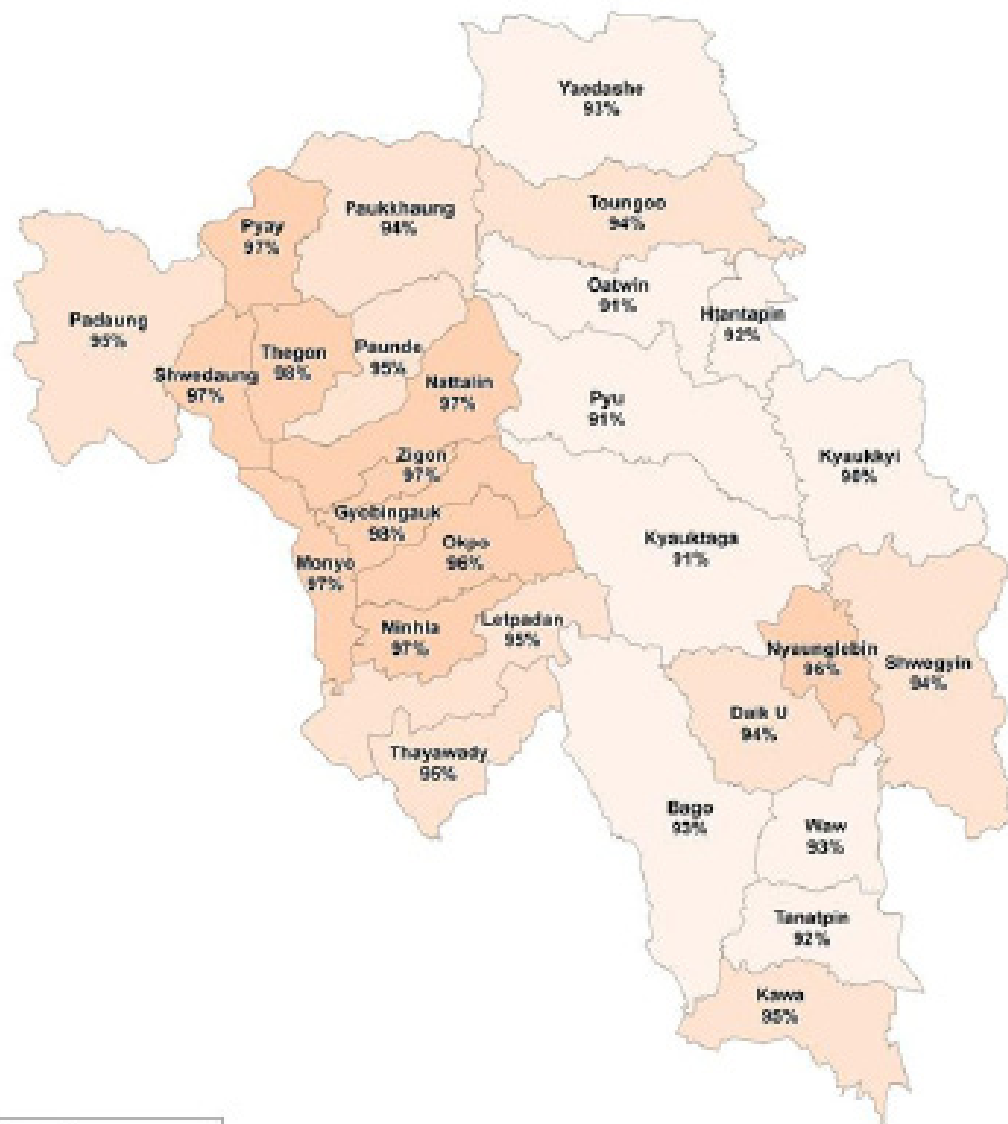 Yaedashe
93%
Toungoo
94%
Paukkhaung
94%
Pyay
97%
Oatwin
91%
Htantapin
92%
Padaung
95%
Thegon
98%
Paunde
95%
Shwedaung
97%
Nattalin
97%
Pyu
91%
Zigon
97%
Kyaukkyi
90%
Gyobingauk
98%
Okpo
96%
Kyauktaga
91%
Monyo
97%
Minhla
97%
Letpadan
95%
Nyaunglebin
96%
Shwegyin
94%
Daik U
94%
Thayawady
95%
Bago
93%
Waw
93%
Tanatpin
92%
Kawa
95%